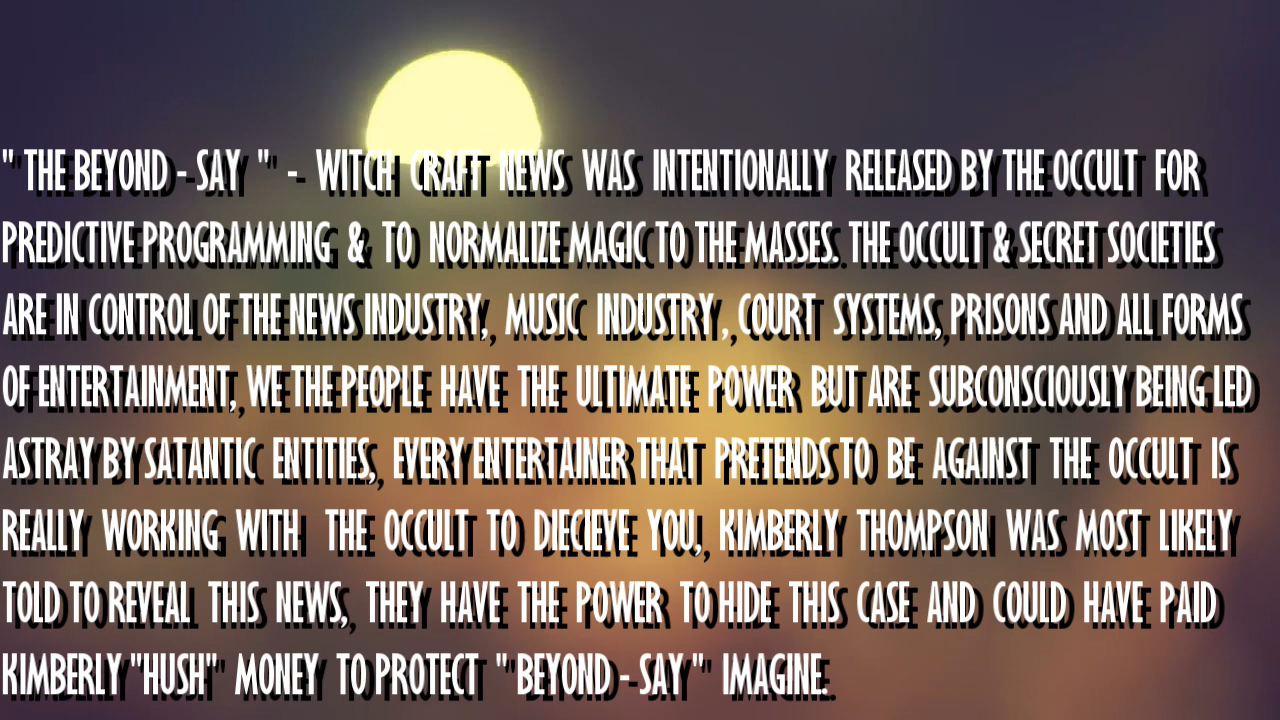 " THE BEYOND - SAY " - WITCH CRAFT NEWS WAS INTENTIONALLY RELEASED BY THE OCCULT FOR
PREDICTIVE PROGRAMMING & TO NORMALIZE MAGIC TO THE MASSES. THE OCCULT & SECRET SOCIETIES
ARE IN CONTROL OF THE NEWS INDUSTRY, MUSIC INDUSTRY, COURT SYSTEMS, PRISONS AND ALL FORMS
OF ENTERTAINMENT, WE THE PEOPLE HAVE THE ULTIMATE POWER BUT ARE SUBCONSCIOUSLY BEING LED
ASTRAY BY SATANTIC ENTITIES, EVERY ENTERTAINER THAT PRETENDS TO BE AGAINST THE OCCULT IS
REALLY WORKING WITH THE OCCULT TO DIECIEVE YOU, KIMBERLY THOMPSON WAS MOST LIKELY
TOLD TO REVEAL THIS NEWS, THEY HAVE THE POWER TO HIDE THIS CASE AND COULD HAVE PAID
KIMBERLY "HUSH" MONEY TO PROTECT "BEYOND - SAY " IMAGINE.